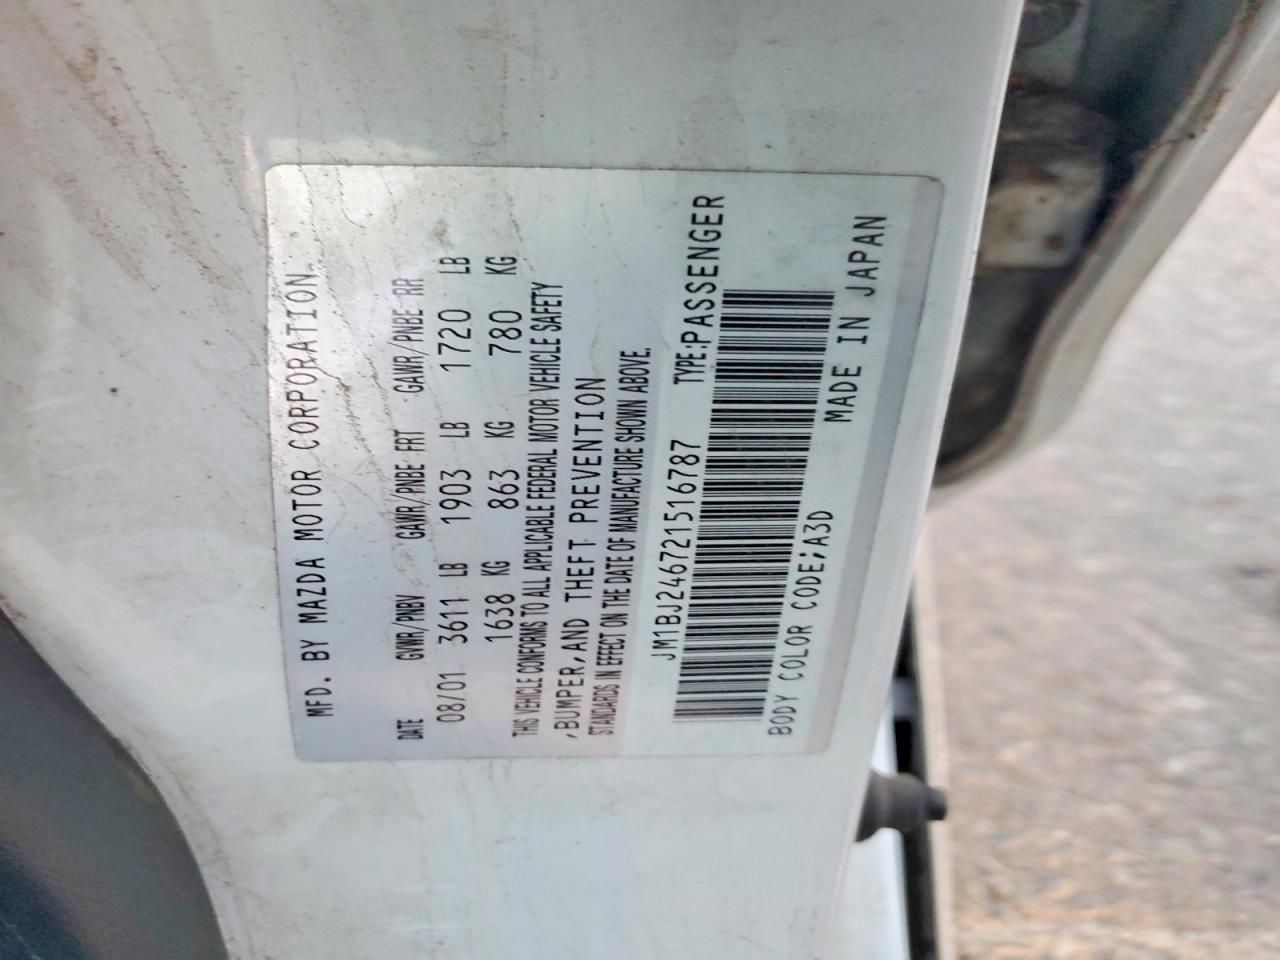 MFD. BY MAZDA MOTOR CORPORATION.
DATE GVWR/PNBV GAWR/PNBE FRT GAWR/PNBE RR
08/01 3611 LB 1903 LB 1720 LB
1638 KG 863 KG 780 KG
THIS VEHICLE CONFORMS TO ALL APPLICABLE FEDERAL MOTOR VEHICLE SAFETY
,BUMPER,AND THEFT PREVENTION
STANDARDS IN EFFECT ON THE DATE OF MANUFACTURE SHOWN ABOVE.
JM1BJ246721516787 TYPE:PASSENGER
BODY COLOR CODE;A3D MADE IN JAPAN